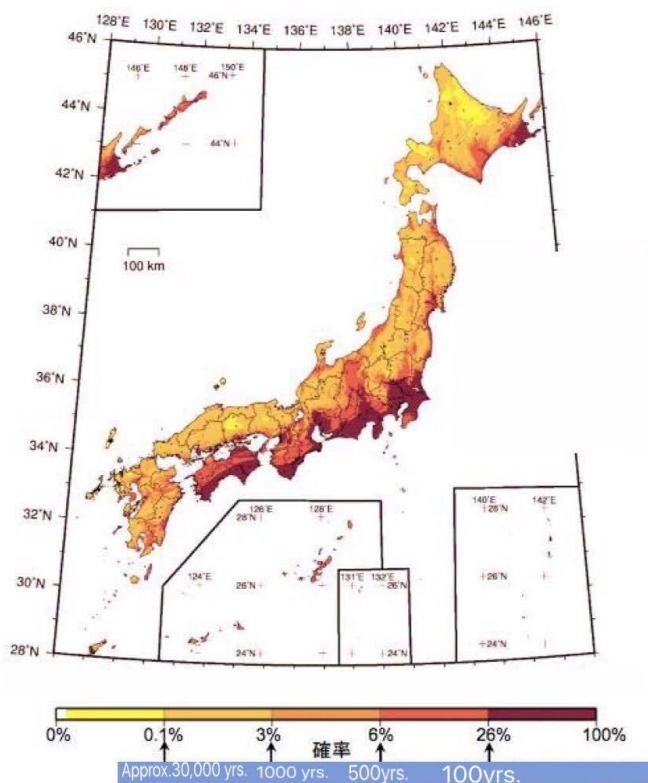 128°E 130°E 132°E 134°E 136°E 138°E 140°E 142°E 144°E 146°E
46°N
146°E 148°E 150°E
46°N
44°N
44°N
42°N
40°N
100 km
38°N
36°N
34°N
32°N
126°E 128°E
28°N
140°E 142°E
28°N
30°N
124°E
26°N
131°E 132°E
26°N
26°N
28°N
24°N
24°N
24°N
0% 0.1% 3% 6% 26% 100%
確率
Approx.30,000 yrs. 1000 yrs. 500yrs. 100yrs.